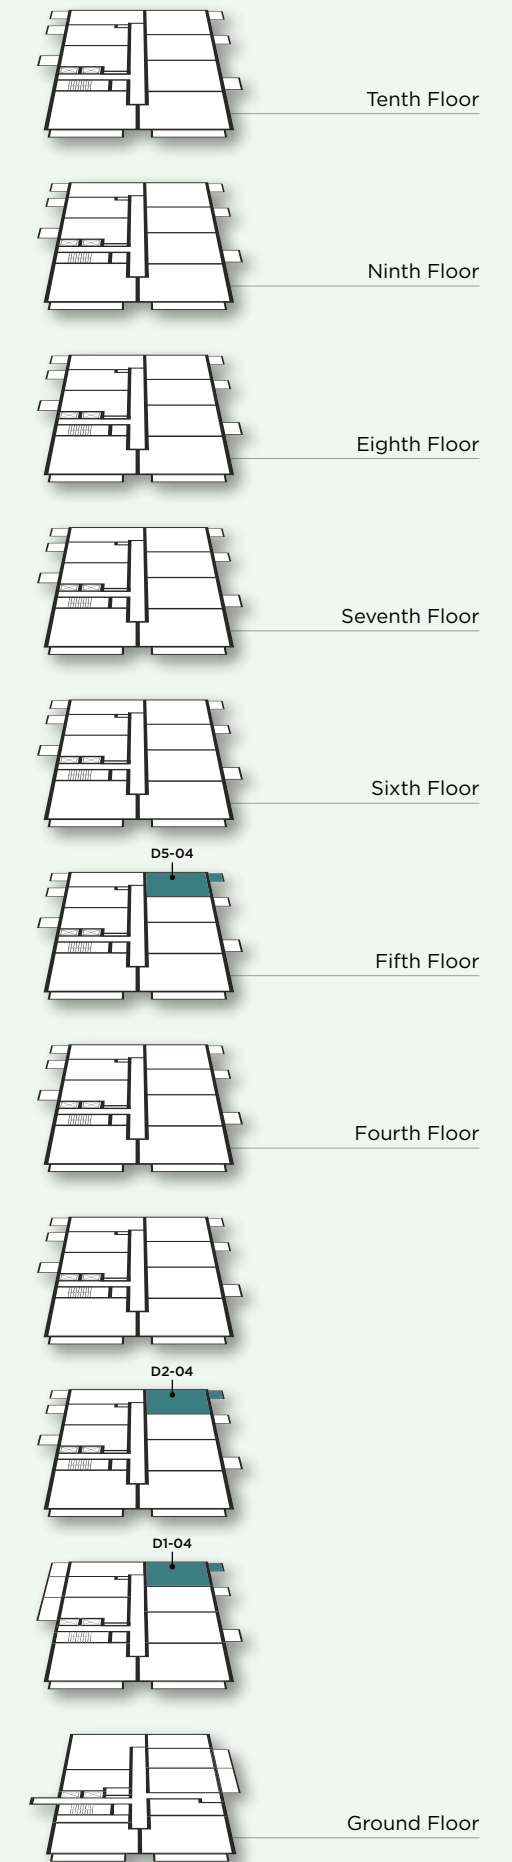 Tenth Floor
Ninth Floor
Eighth Floor
Seventh Floor
Sixth Floor
D5-04
Fifth Floor
Fourth Floor
D2-04
D1-04
Ground Floor